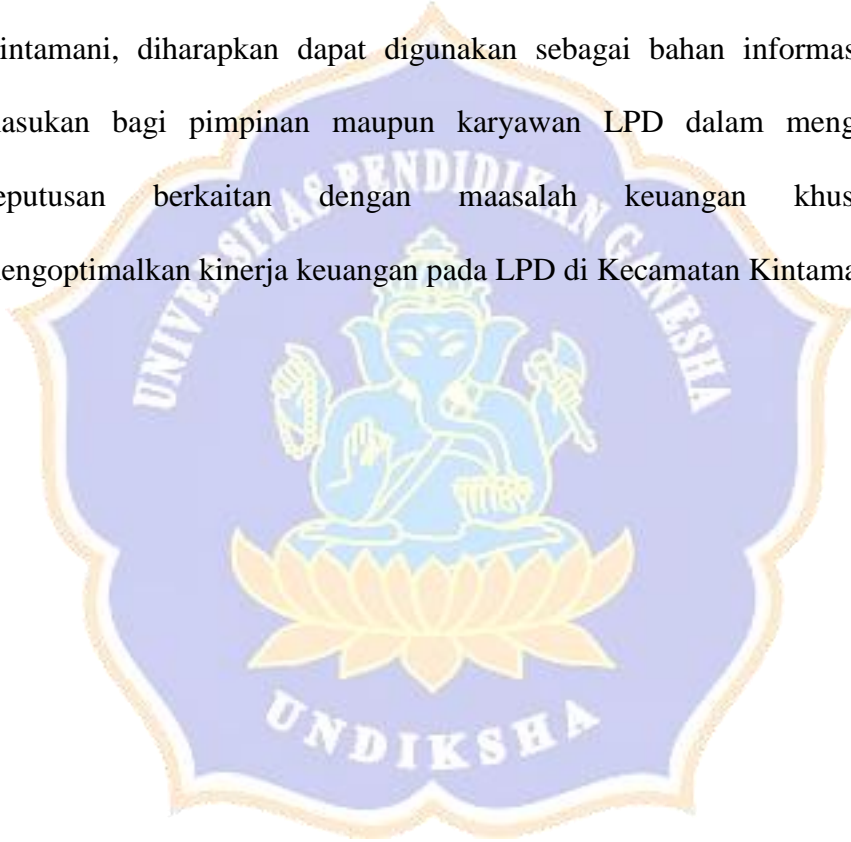 intamani, diharapkan dapat digunakan sebagai bahan informas
asukan bagi pimpinan maupun karyawan LPD dalam meng
eputusan berkaitan dengan maasalah keuangan khus
engoptimalkan kinerja keuangan pada LPD di Kecamatan Kintama
UNIVERSITAS PENDIDIKAN GANESHA
UNDIKSHA